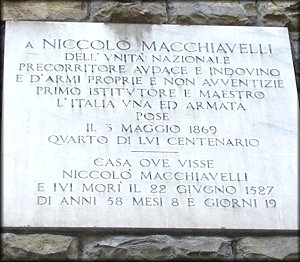 A NICCOLÒ MACCHIAVELLI
DELL'VNITA' NAZIONALE
PRECORRITORE AVDACE E INDOVINO
E D'ARMI PROPRIE E NON AVVENTIZIE
PRIMO ISTITVTORE E MAESTRO
L'ITALIA VNA ED ARMATA
POSE
IL 3 MAGGIO 1869
QVARTO DI LVI CENTENARIO
CASA OVE VISSE
NICCOLÒ MACCHIAVELLI
E IVI MORÌ IL 22 GIVGNO 1527
DI ANNI 58 MESI 8 E GIORNI 19